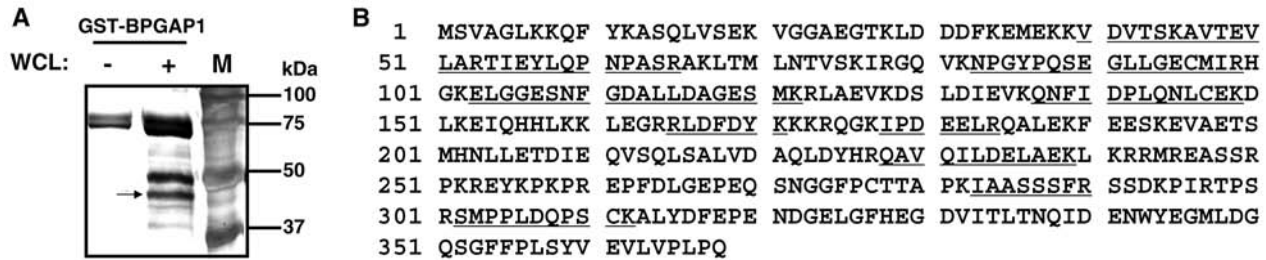 A
GST-BPGAP1
WCL: - + M kDa
100
75
50
37
B
1 MSVAGLKKQF YKASQLVSEK VGGAEGTKLD DDFKEMEKKV DVTSKAVTEV
51 LARTIEYLQP NPASRAKLTM LNTVSKIRGQ VKNPGYPQSE GLLGECMIRH
101 GKELGGESNF GDALLDAGES MKRLAEVKDS LDIEVKQNFI DPLQNLCEKD
151 LKEIQHHLKK LEGRRLDFDY KKKRQGKIPD EELRQALEKF EESKEVAETS
201 MHNLLETDIE QVSQLSALVD AQLDYHRQAV QILDELAEKL KRRMREASSR
251 PKREYKPKPR EPFDLGEPEQ SNGGFPCTTA PKIAASSSFR SSDKPIRTPS
301 RSMPPLDQPS CKALYDFEPE NDGELGFHEG DVITLTNQID ENWYEGMLDG
351 QSGFFPLSYV EVLVPLPQ